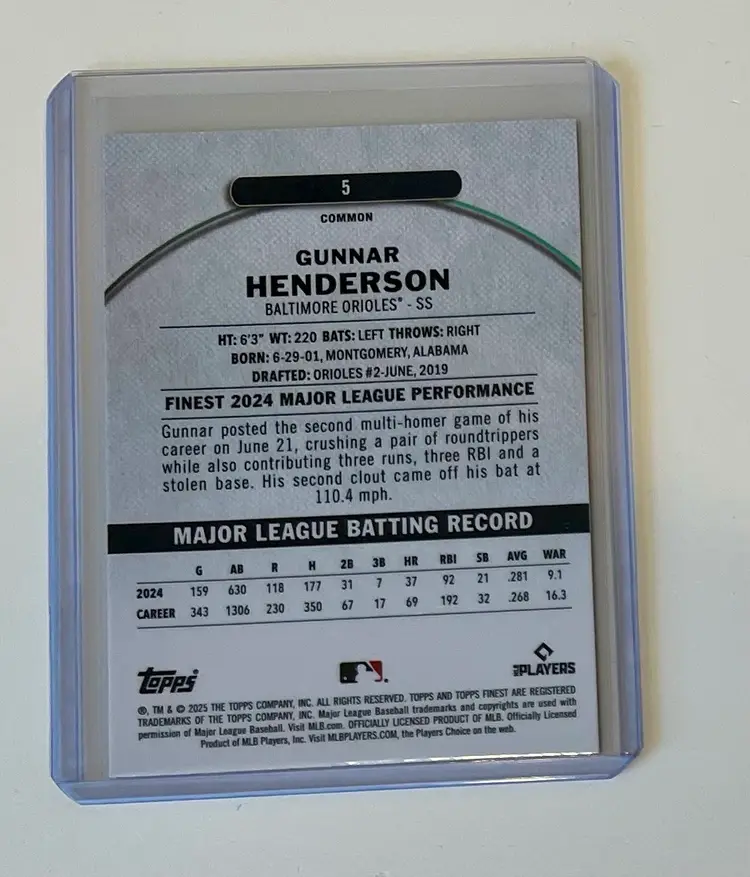 5
COMMON
GUNNAR
HENDERSON
BALTIMORE ORIOLES® - SS
HT: 6'3" WT: 220 BATS: LEFT THROWS: RIGHT
BORN: 6-29-01, MONTGOMERY, ALABAMA
DRAFTED: ORIOLES #2-JUNE, 2019
FINEST 2024 MAJOR LEAGUE PERFORMANCE
Gunnar posted the second multi-homer game of his
career on June 21, crushing a pair of roundtrippers
while also contributing three runs, three RBI and a
stolen base. His second clout came off his bat at
110.4 mph.
MAJOR LEAGUE BATTING RECORD
G AB R H 2B 3B HR RBI SB AVG WAR
2024 159 630 118 177 31 7 37 92 21 .281 9.1
CAREER 343 1306 230 350 67 17 69 192 32 .268 16.3
Topps PLAYERS
®, TM & © 2025 THE TOPPS COMPANY, INC. ALL RIGHTS RESERVED. TOPPS AND TOPPS FINEST ARE REGISTERED
TRADEMARKS OF THE TOPPS COMPANY, INC. Major League Baseball trademarks and copyrights are used with
permission of Major League Baseball. Visit MLB.com. OFFICIALLY LICENSED PRODUCT OF MLB. Officially Licensed
Product of MLB Players, Inc. Visit MLBPLAYERS.COM, the Players Choice on the web.